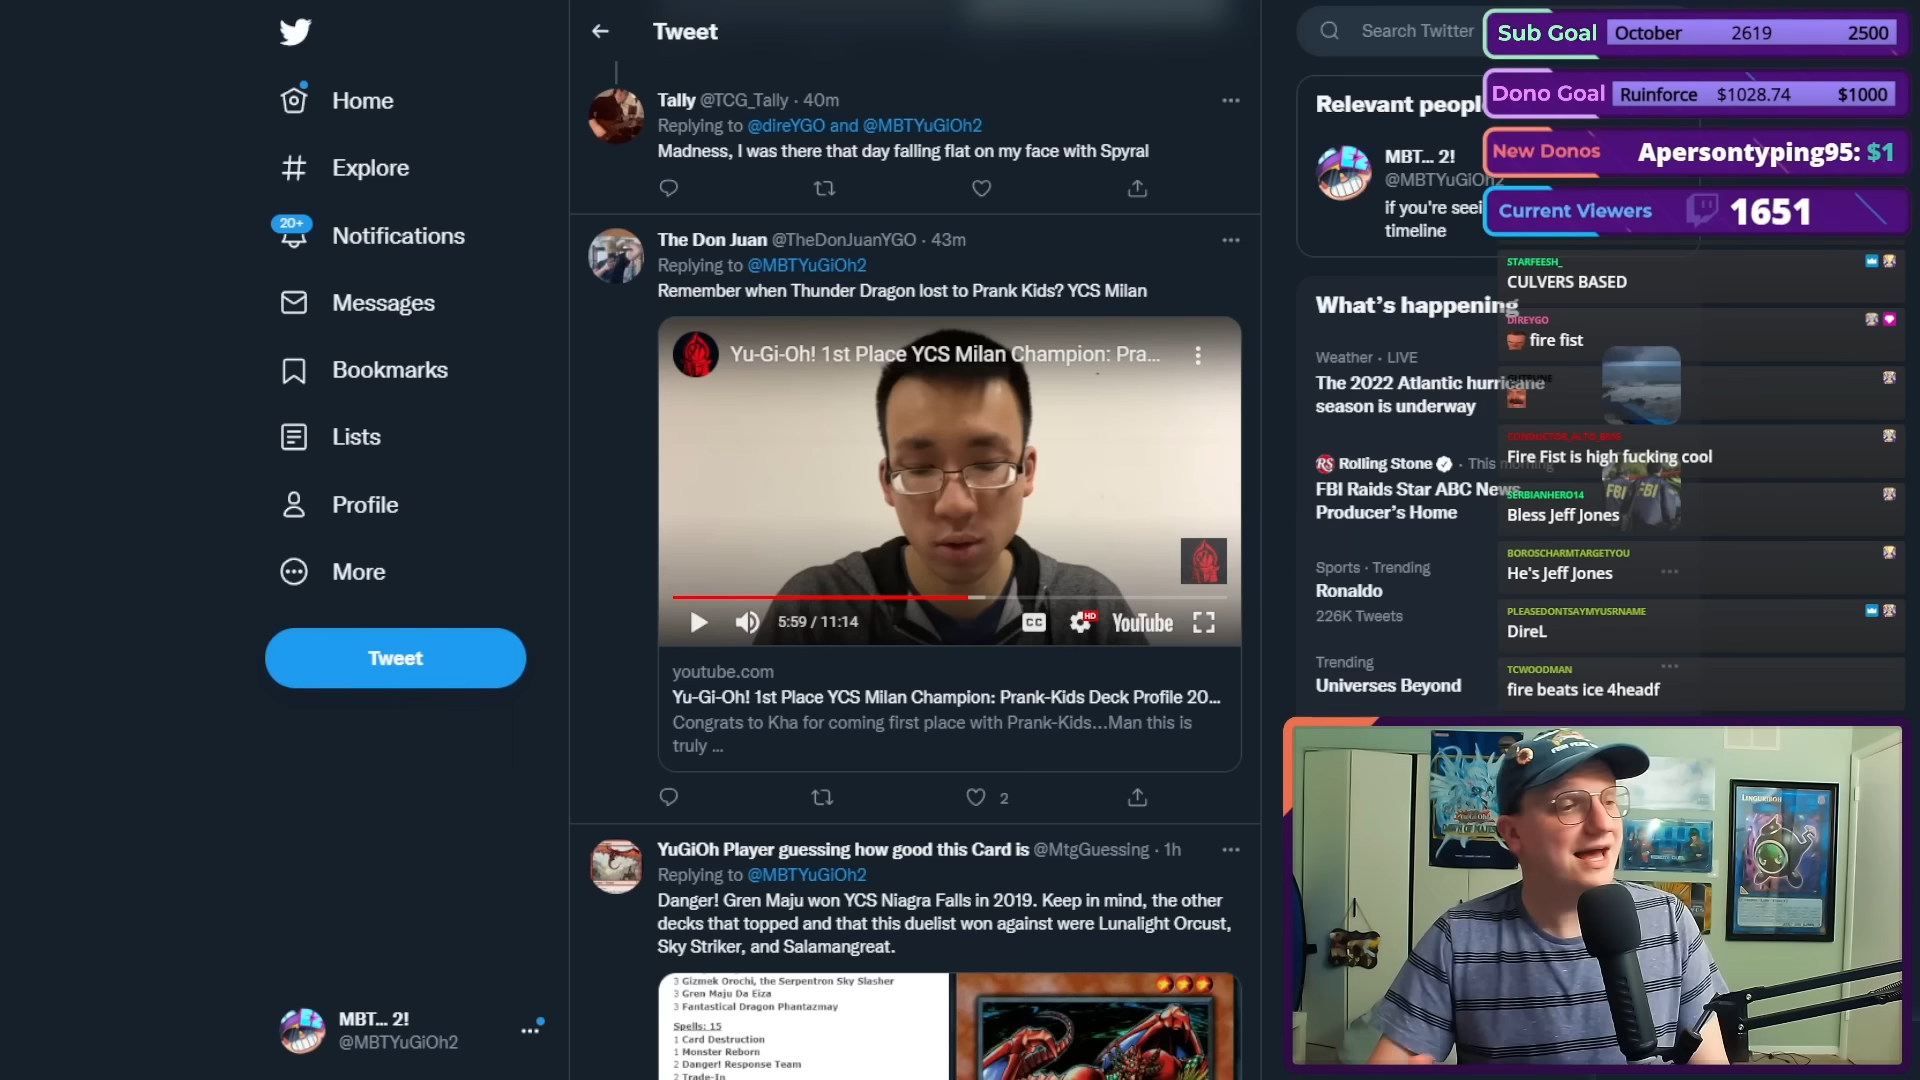 Home
Explore
20+
Notifications
Messages
Bookmarks
Lists
Profile
More
Tweet
MBT... 2!
@MBTYuGiOh2
Tweet
Tally @TCG_Tally · 40m
Replying to @direYGO and @MBTYuGiOh2
Madness, I was there that day falling flat on my face with Spyral
The Don Juan @TheDonJuanYGO · 43m
Replying to @MBTYuGiOh2
Remember when Thunder Dragon lost to Prank Kids? YCS Milan
Yu-Gi-Oh! 1st Place YCS Milan Champion: Pra...
5:59 / 11:14
CC
HD
YouTube
youtube.com
Yu-Gi-Oh! 1st Place YCS Milan Champion: Prank-Kids Deck Profile 20...
Congrats to Kha for coming first place with Prank-Kids...Man this is
truly ...
2
YuGiOh Player guessing how good this Card is @MtgGuessing · 1h
Replying to @MBTYuGiOh2
Danger! Gren Maju won YCS Niagra Falls in 2019. Keep in mind, the other
decks that topped and that this duelist won against were Lunalight Orcust,
Sky Striker, and Salamangreat.
3 Gizmek Orochi, the Serpentron Sky Slasher
3 Gren Maju Da Eiza
3 Fantastical Dragon Phantazmay
Spells: 15
1 Card Destruction
1 Monster Reborn
2 Danger! Response Team
2 Trade-In
Search Twitter
Relevant peopl
MBT... 2!
@MBTYuGiOh2
if you're seei
timeline
What's happening
Weather · LIVE
The 2022 Atlantic hurricane
season is underway
RS Rolling Stone · This morning
FBI Raids Star ABC News
Producer's Home
FBI FBI
Sports · Trending
Ronaldo
226K Tweets
Trending
Universes Beyond
Sub Goal October 2619 2500
Dono Goal Ruinforce $1028.74 $1000
New Donos Apersontyping95: $1
Current Viewers 1651
STARFEESH_
CULVERS BASED
DIREYGO
fire fist
Fire Fist is high fucking cool
SERBIANHERO14
Bless Jeff Jones
BOROSCHARMTARGETYOU
He's Jeff Jones
PLEASEDONTSAYMYUSRNAME
DireL
TCWOODMAN
fire beats ice 4headf
LINKURIBOH